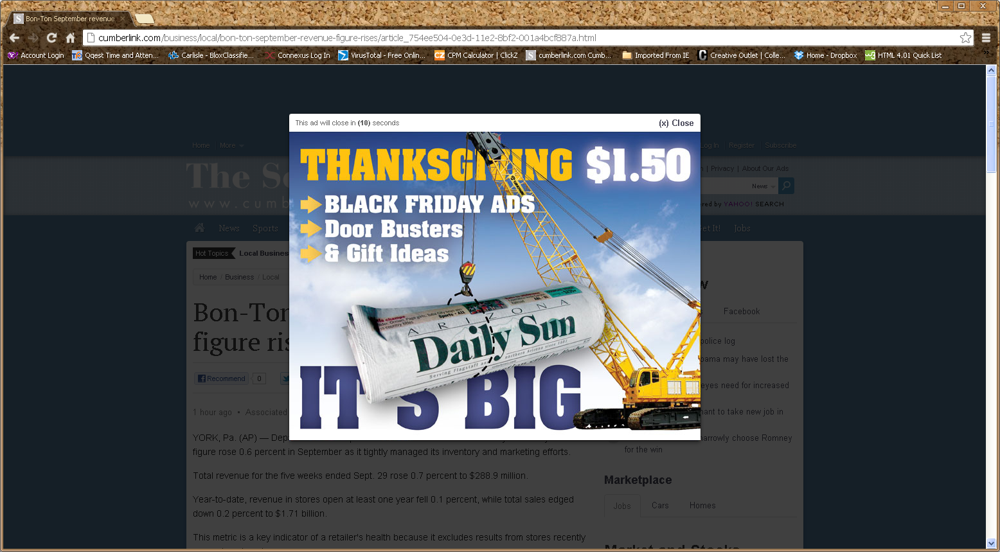 Bon-Ton September revenue
cumberlink.com/business/local/bon-ton-september-revenue-figure-rises/article_754ee504-0e3d-11e2-8bf2-001a4bcf887a.html
Account Login
Qqest Time and Atten...
Carlisle - BloxClassifie...
Connexus Log In
VirusTotal - Free Onlin...
CPM Calculator | ClickZ
cumberlink.com Cumb...
Imported From IE
Creative Outlet | Colle...
Home - Dropbox
HTML 4.01 Quick List
This ad will close in (10) seconds
(x) Close
Home
More
Log In
Register
Subscribe
THANKSGIVING $1.50
BLACK FRIDAY ADS
Door Busters
& Gift Ideas
ARIZONA
Daily Sun
Serving Flagstaff and northern Arizona since 1883
IT'S BIG
The Se
www.cumb
| Privacy | About Our Ads
News
YAHOO! SEARCH
News
Sports
Get It!
Jobs
Hot Topics
Local Busines
Home / Business / Local
Bon-Ton
figure ris
Recommend
0
1 hour ago • Associated
YORK, Pa. (AP) — Dep
figure rose 0.6 percent in September as it tightly managed its inventory and marketing efforts.
Total revenue for the five weeks ended Sept. 29 rose 0.7 percent to $288.9 million.
Year-to-date, revenue in stores open at least one year fell 0.1 percent, while total sales edged
down 0.2 percent to $1.71 billion.
This metric is a key indicator of a retailer's health because it excludes results from stores recently
Facebook
police log
bama may have lost the
eyes need for increased
ant to take new job in
narrowly choose Romney
for the win
Marketplace
Jobs
Cars
Homes
Market and Stocks